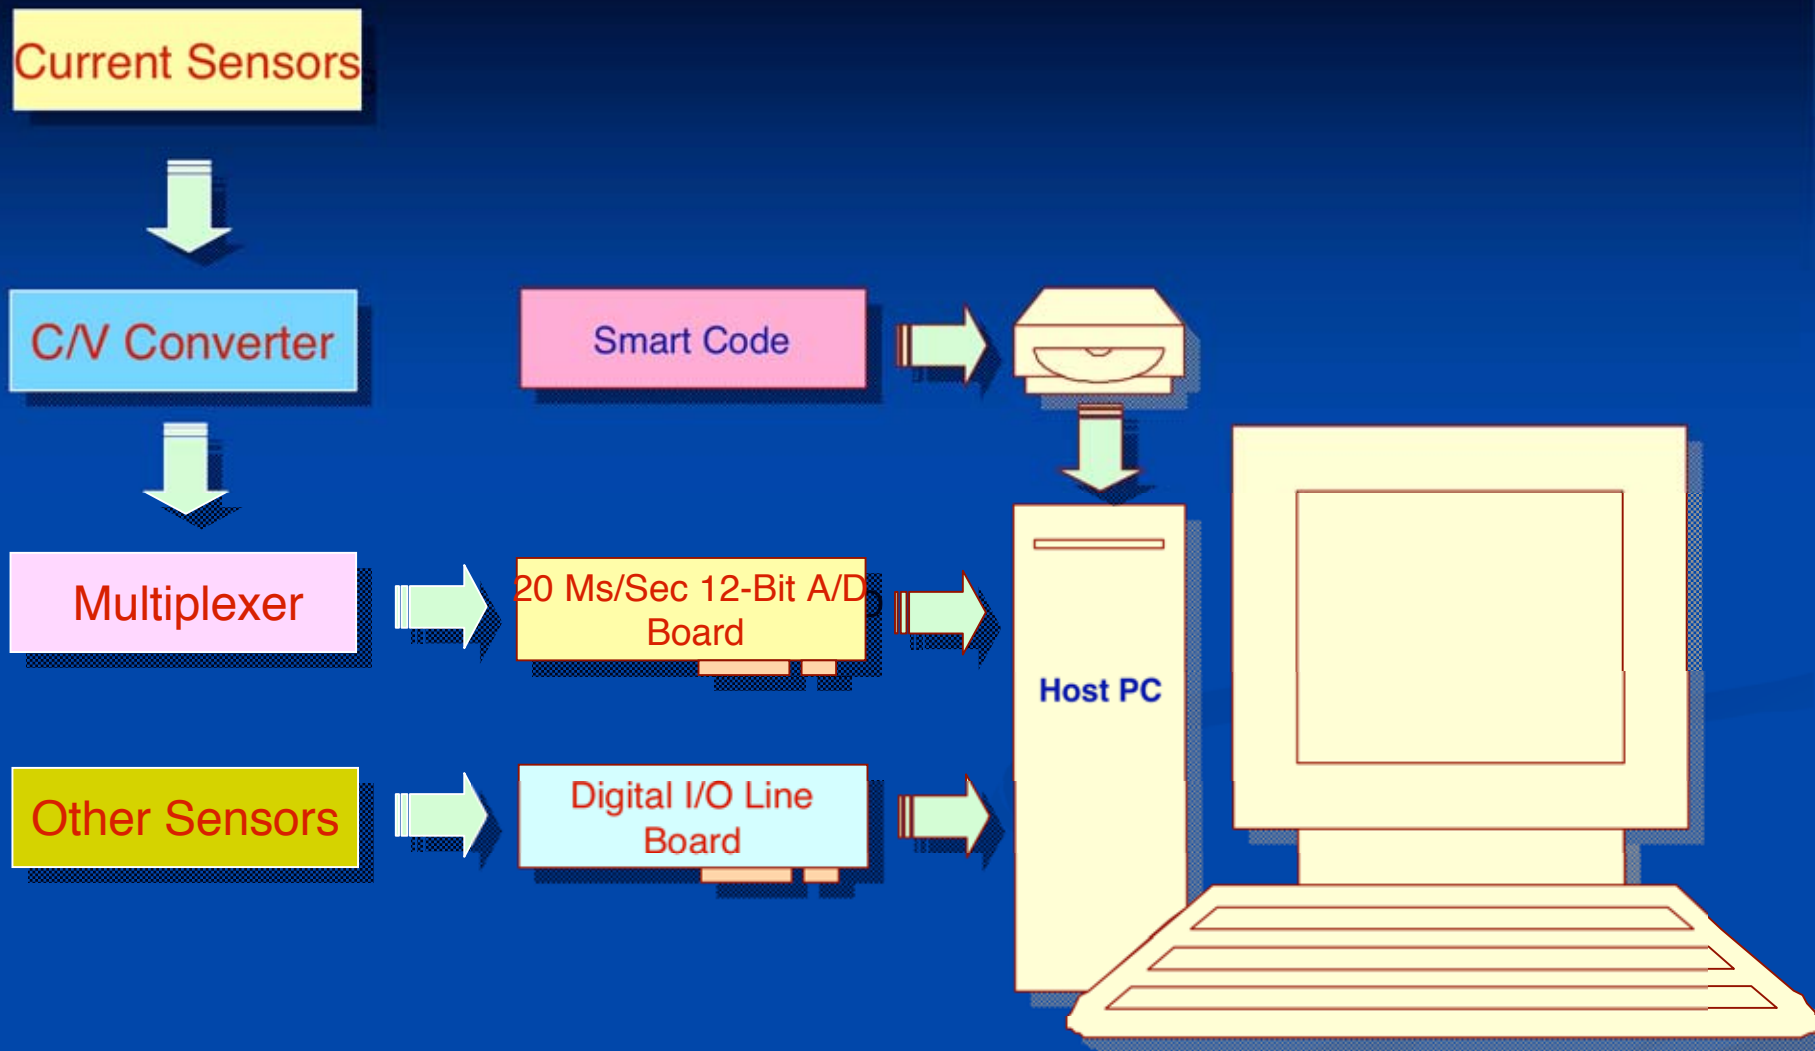 Current Sensors
C/V Converter
Smart Code
Multiplexer
20 Ms/Sec 12-Bit A/D
Board
Host PC
Other Sensors
Digital I/O Line
Board